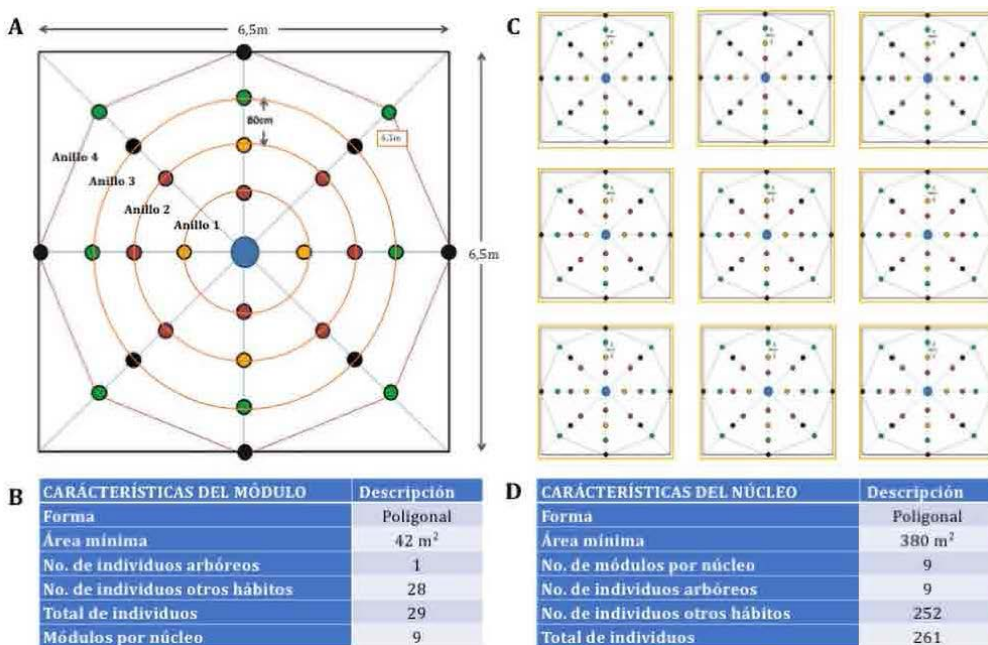 A
6,5m
80cm
Anillo 4
Anillo 3
Anillo 2
Anillo 1
6,5m
B
CARÁCTERÍSTICAS DEL MÓDULO Descripción
Forma Poligonal
Área mínima 42 m²
No. de individuos arbóreos 1
No. de individuos otros hábitos 28
Total de individuos 29
Módulos por núcleo 9
C
D
CARÁCTERÍSTICAS DEL NÚCLEO Descripción
Forma Poligonal
Área mínima 380 m²
No. de módulos por núcleo 9
No. de individuos arbóreos 9
No. de individuos otros hábitos 252
Total de individuos 261